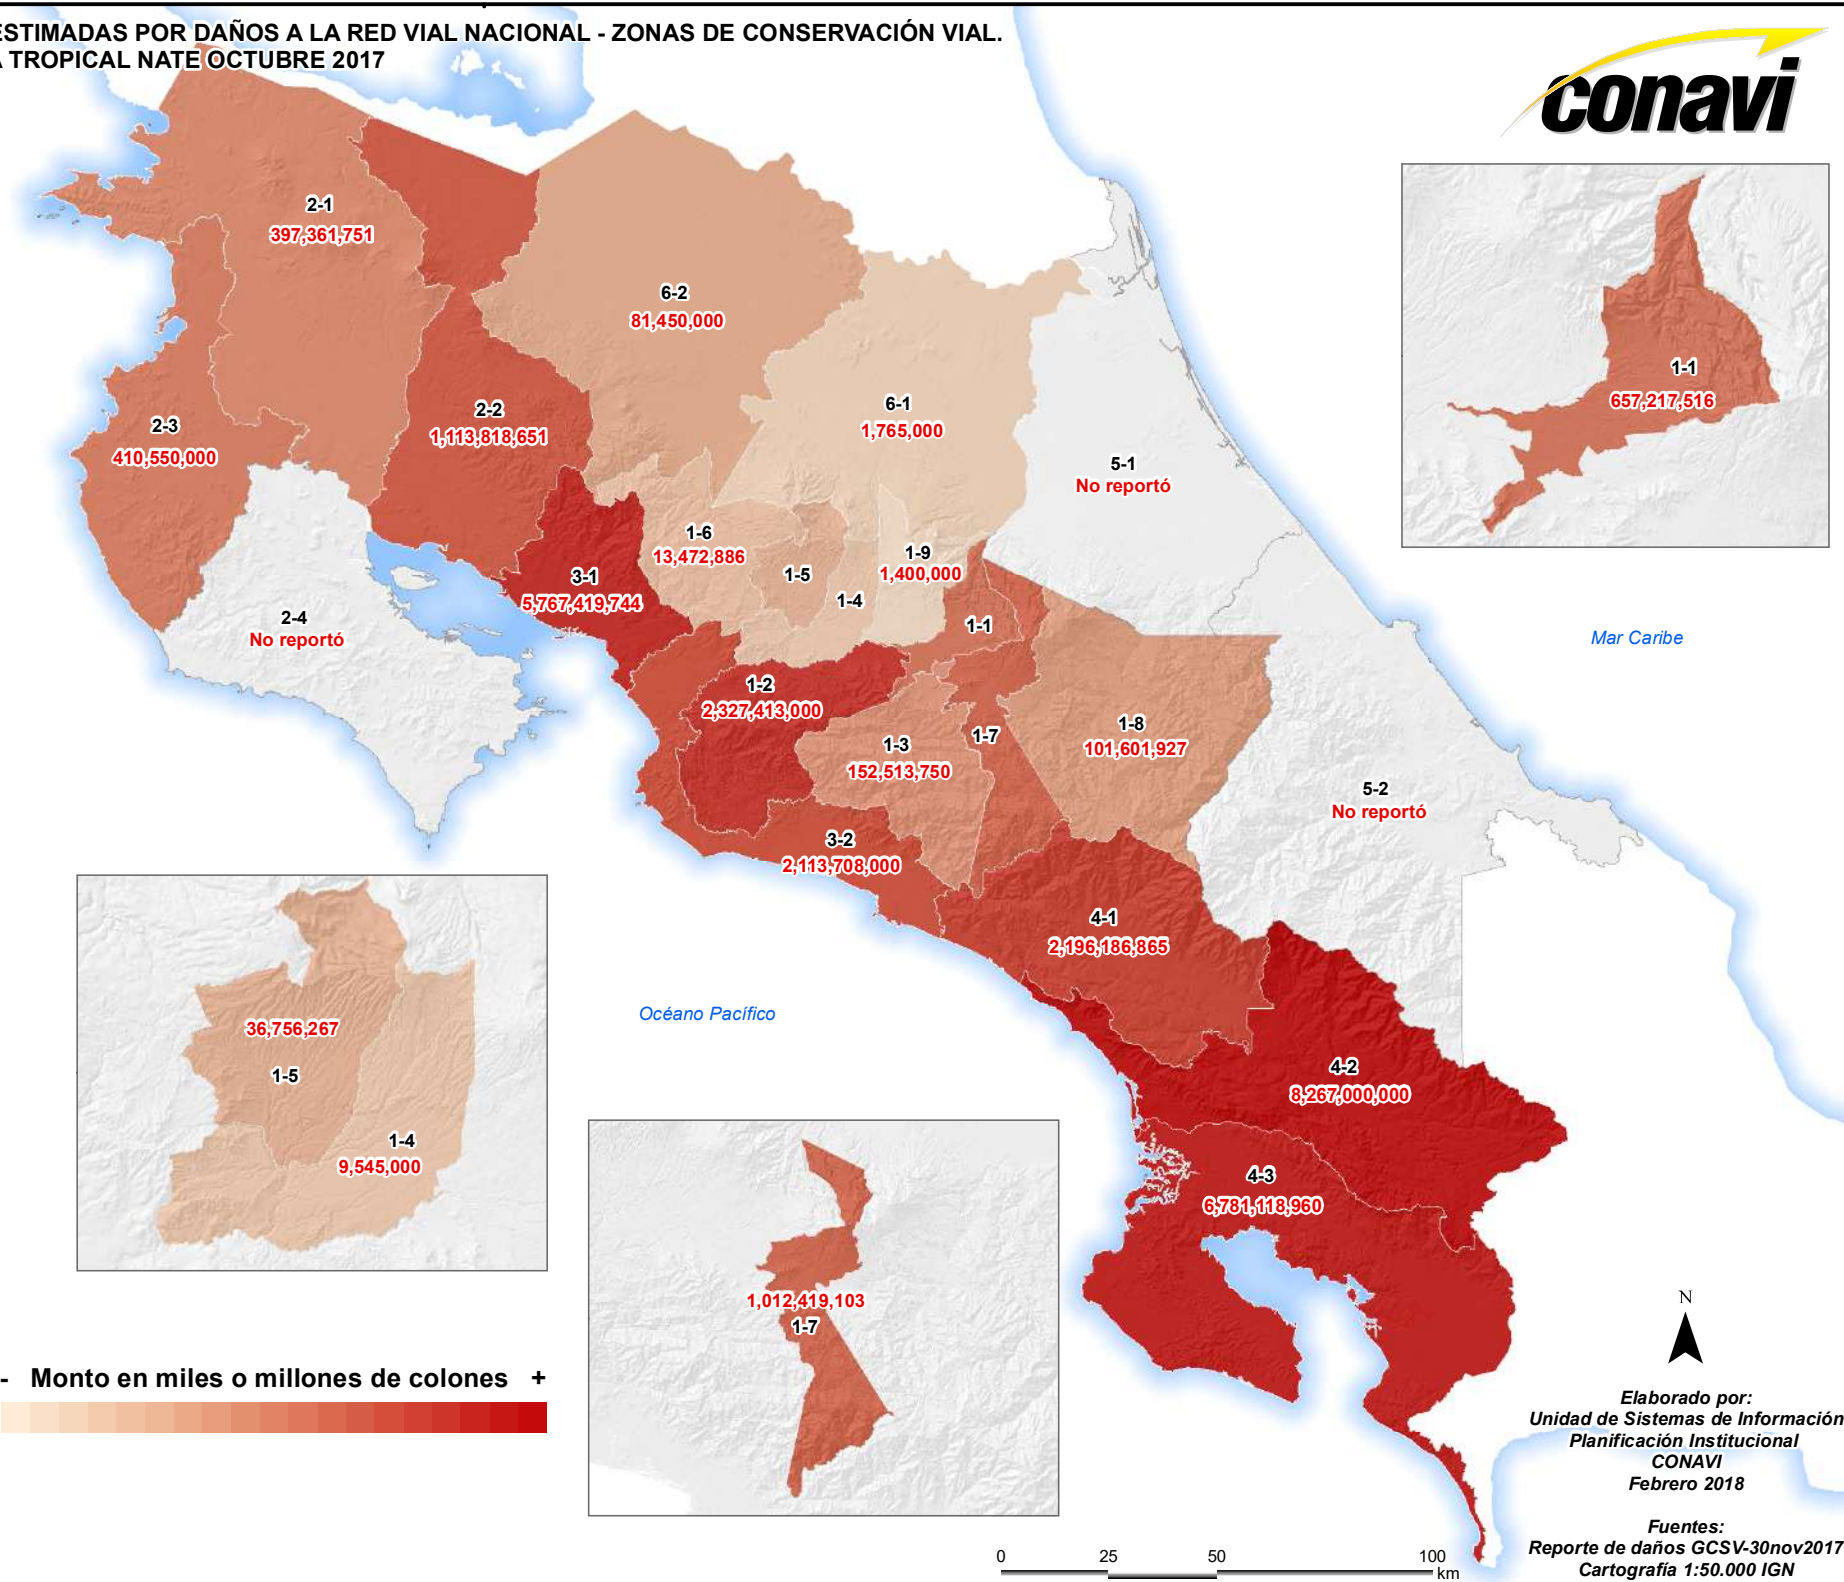 ESTIMADAS POR DAÑOS A LA RED VIAL NACIONAL - ZONAS DE CONSERVACIÓN VIAL.
A TROPICAL NATE OCTUBRE 2017
conavi
2-1
397,361,751
6-2
81,450,000
1-1
657,217,516
2-3
410,550,000
2-2
1,113,818,651
6-1
1,765,000
5-1
No reportó
1-6
13,472,886
1-5
1-4
1-9
1,400,000
3-1
5,767,419,744
2-4
No reportó
1-1
Mar Caribe
1-2
2,327,413,000
1-3
152,513,750
1-7
1-8
101,601,927
5-2
No reportó
3-2
2,113,708,000
4-1
2,196,186,865
Océano Pacífico
36,756,267
1-5
1-4
9,545,000
4-2
8,267,000,000
4-3
6,781,118,960
1,012,419,103
1-7
- Monto en miles o millones de colones +
N
Elaborado por:
Unidad de Sistemas de Información
Planificación Institucional
CONAVI
Febrero 2018
Fuentes:
Reporte de daños GCSV-30nov2017
Cartografía 1:50.000 IGN
0 25 50 100
km